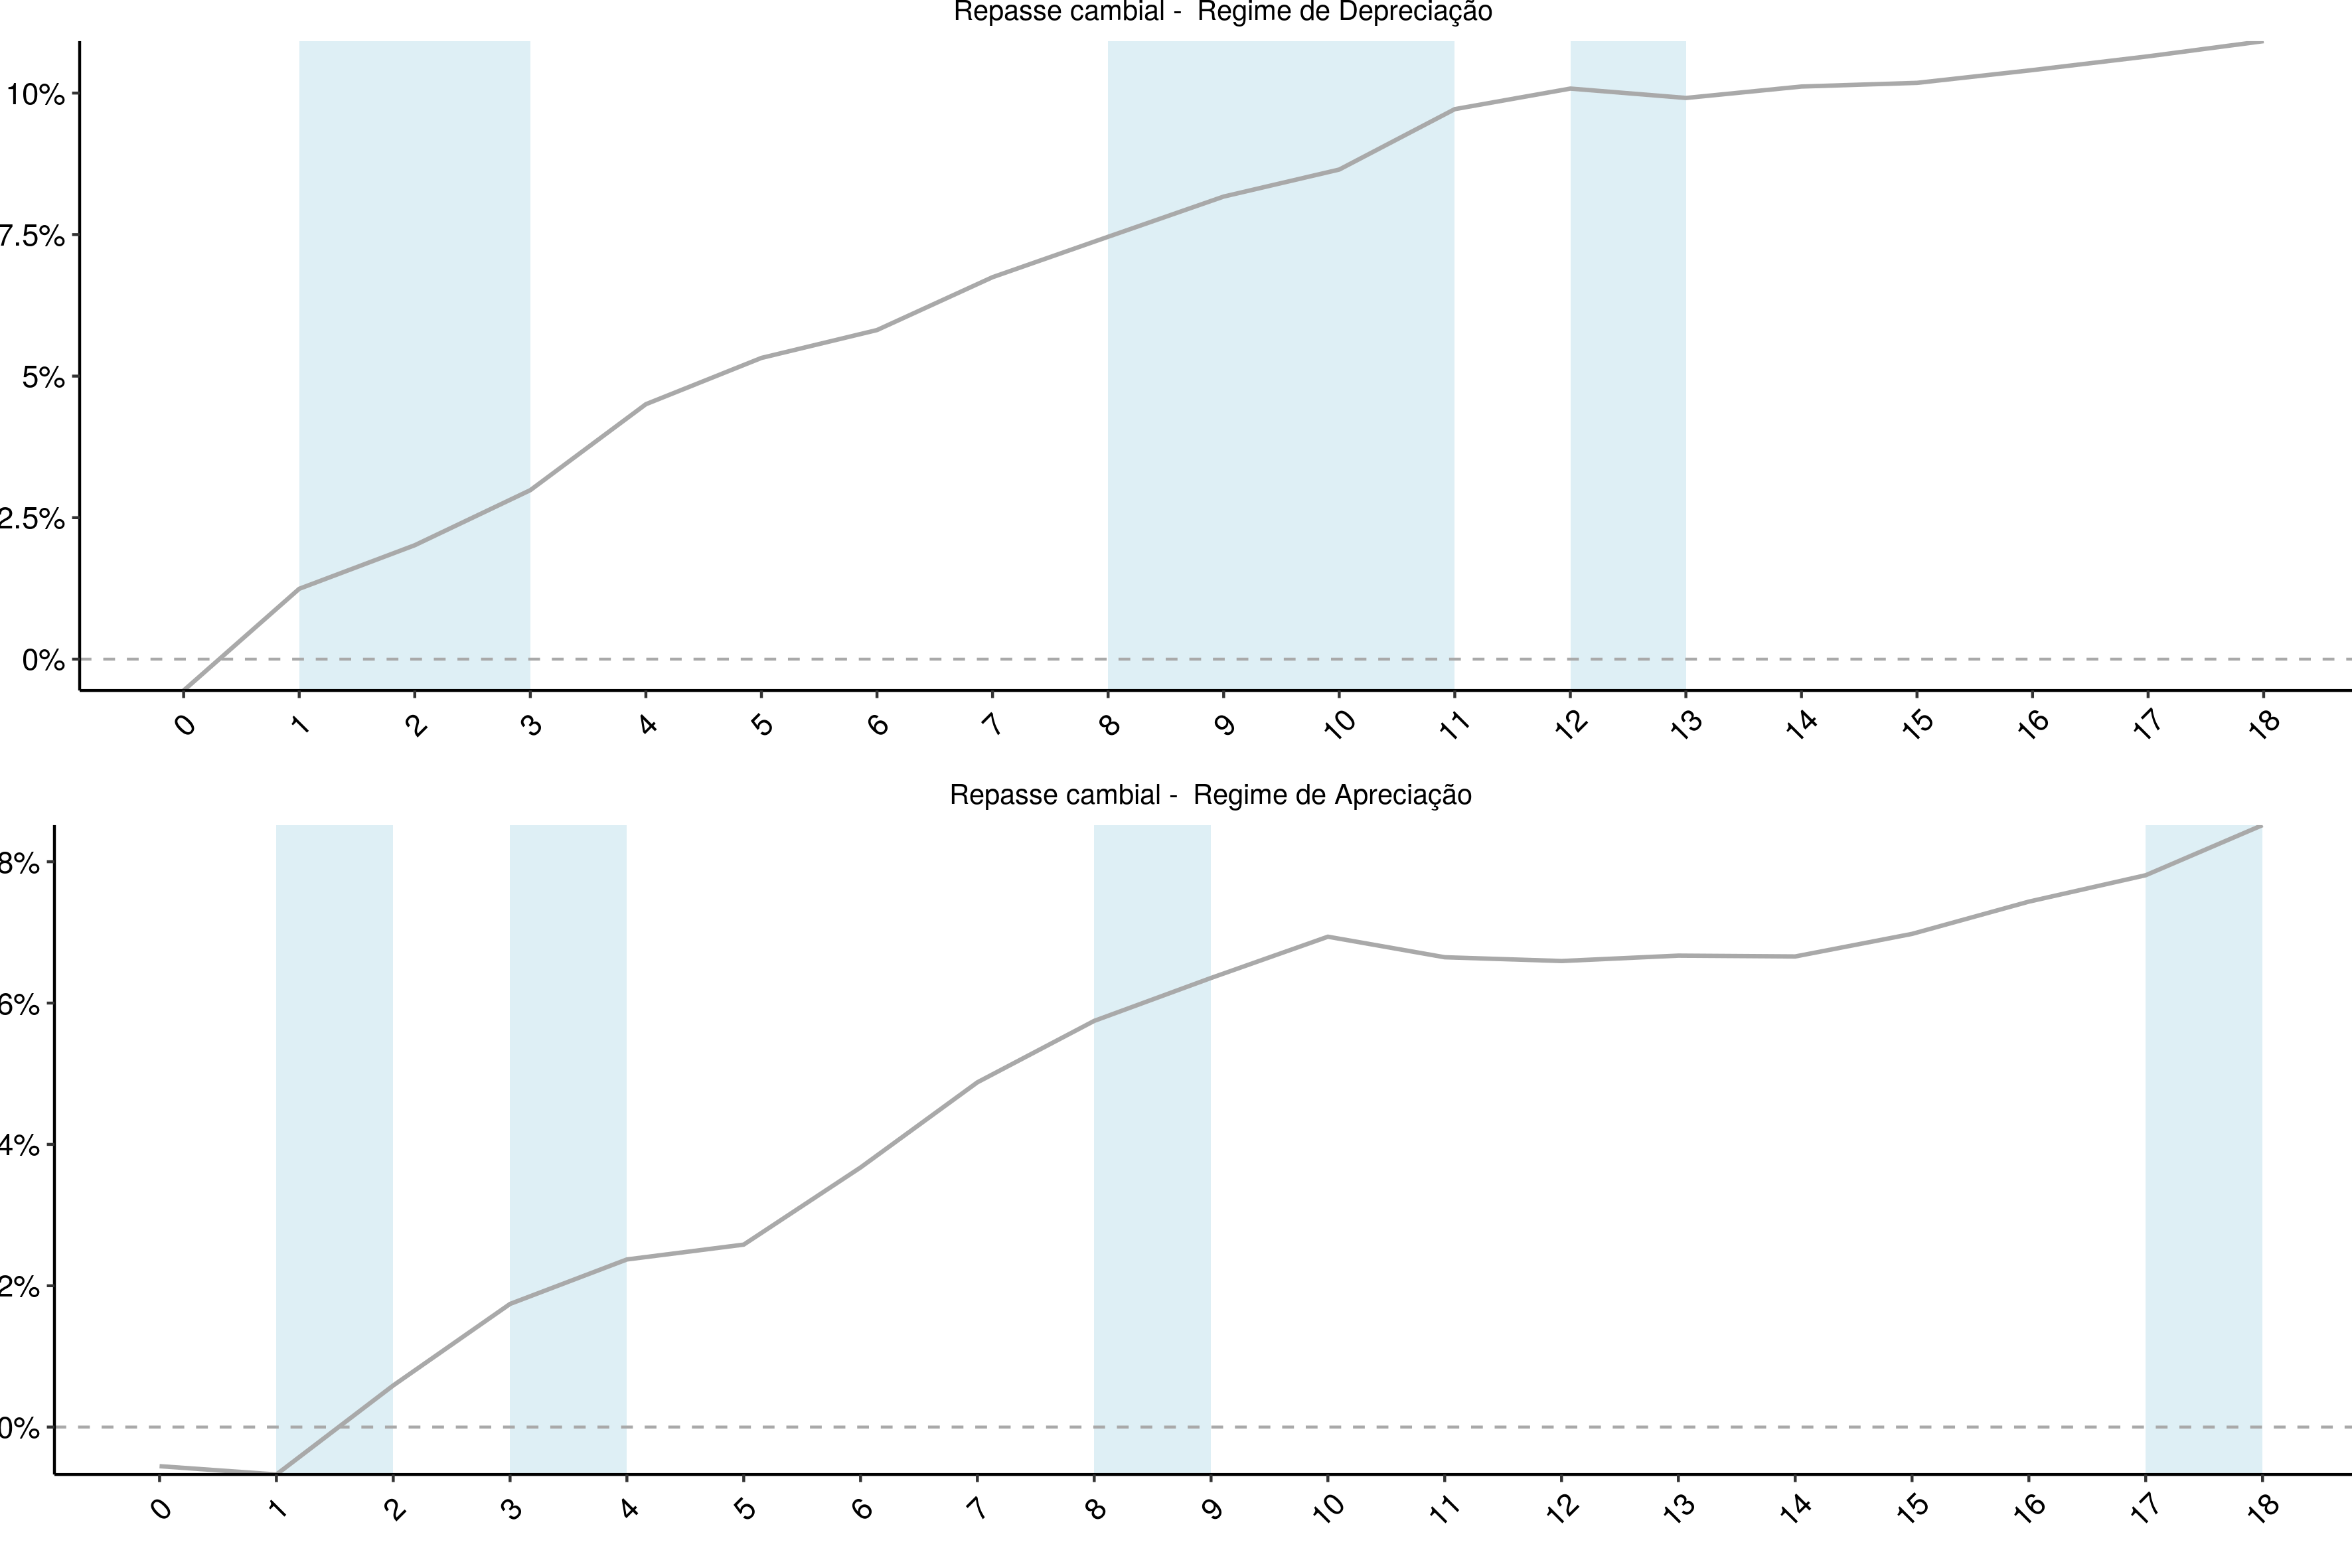 Repasse cambial -  Regime de Depreciação
10%
7.5%
5%
2.5%
0%
0 1 2 3 4 5 6 7 8 9 10 11 12 13 14 15 16 17 18
Repasse cambial -  Regime de Apreciação
8%
6%
4%
2%
0%
0 1 2 3 4 5 6 7 8 9 10 11 12 13 14 15 16 17 18